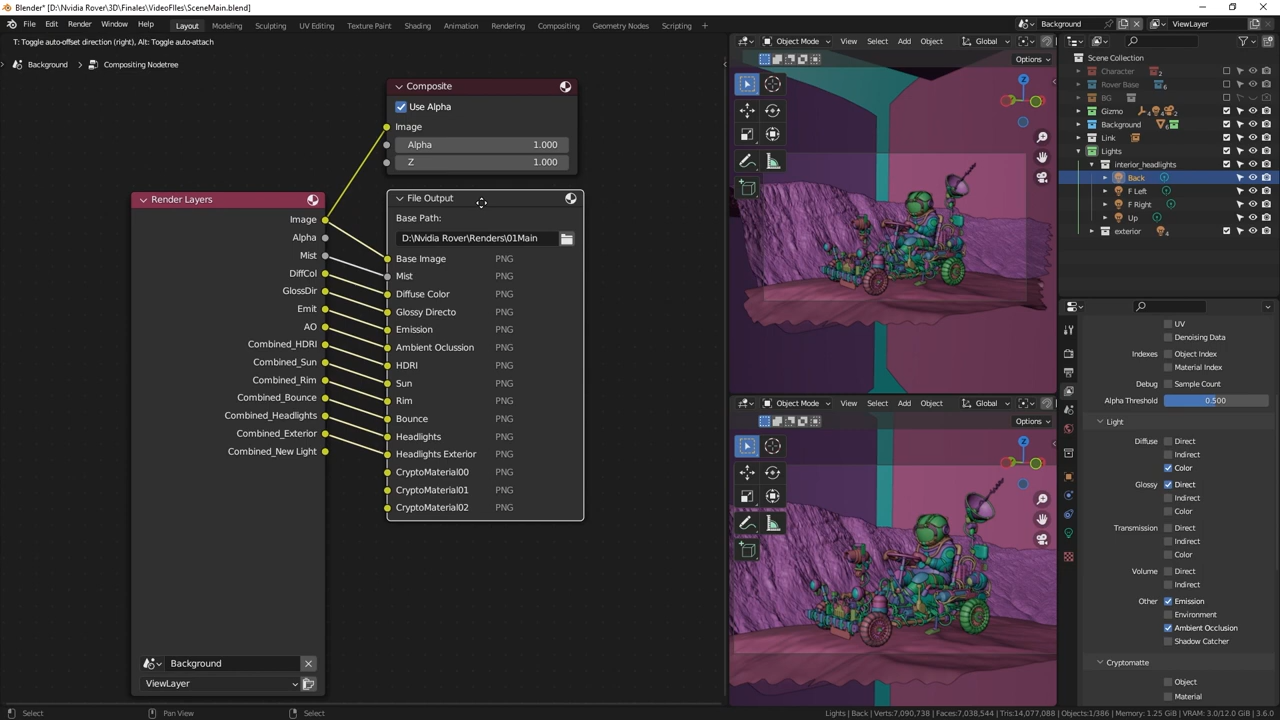 Blender* [D:\Nvidia Rover\3D\Finales\VideoFIles\SceneMain.blend]
File Edit Render Window Help Layout Modeling Sculpting UV Editing Texture Paint Shading Animation Rendering Compositing Geometry Nodes Scripting + Background ViewLayer
T: Toggle auto-offset direction (right), Alt: Toggle auto-attach
Background > Compositing Nodetree
Composite
Use Alpha
Image
Alpha 1.000
Z 1.000
Render Layers
Image
Alpha
Mist
DiffCol
GlossDir
Emit
AO
Combined_HDRI
Combined_Sun
Combined_Rim
Combined_Bounce
Combined_Headlights
Combined_Exterior
Combined_New Light
Background
ViewLayer
File Output
Base Path:
D:\Nvidia Rover\Renders\01Main
Base Image PNG
Mist PNG
Diffuse Color PNG
Glossy Directo PNG
Emission PNG
Ambient Oclussion PNG
HDRI PNG
Sun PNG
Rim PNG
Bounce PNG
Headlights PNG
Headlights Exterior PNG
CryptoMaterial00 PNG
CryptoMaterial01 PNG
CryptoMaterial02 PNG
Object Mode View Select Add Object Global
Options
Z
Object Mode View Select Add Object Global
Options
Z
Scene Collection
Character 2
Rover Base 6
BG
Gizmo 4 4 2
Background 6
Link
Lights
interior_headlights
Back
F Left
F Right
Up
exterior 4
UV
Denoising Data
Indexes Object Index
Material Index
Debug Sample Count
Alpha Threshold 0.500
Light
Diffuse Direct
Indirect
Color
Glossy Direct
Indirect
Color
Transmission Direct
Indirect
Color
Volume Direct
Indirect
Other Emission
Environment
Ambient Occlusion
Shadow Catcher
Cryptomatte
Object
Material
Select Pan View Select Lights | Back | Verts:7,090,738 | Faces:7,038,544 | Tris:14,077,088 | Objects:1/386 | Memory: 1.25 GiB | VRAM: 3.0/12.0 GiB | 3.6.0